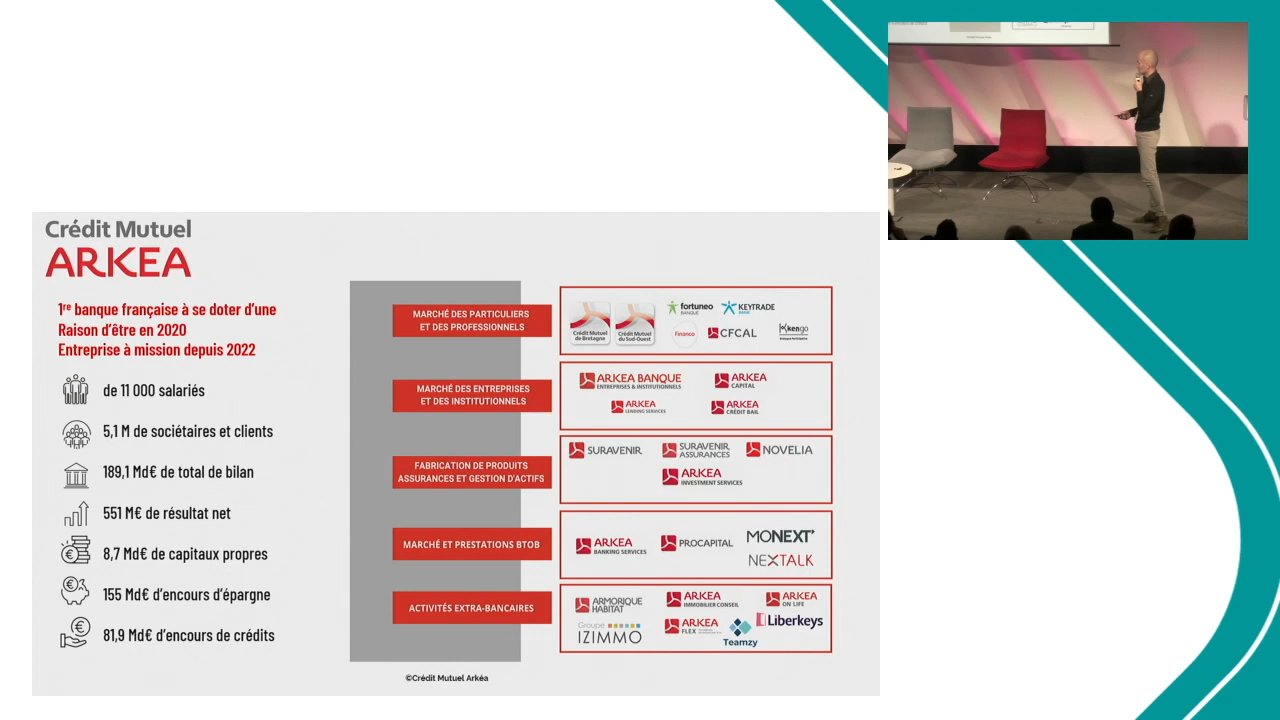 Crédit Mutuel
ARKEA
1re banque française à se doter d'une
Raison d'être en 2020
Entreprise à mission depuis 2022
de 11 000 salariés
5,1 M de sociétaires et clients
189,1 Md€ de total de bilan
551 M€ de résultat net
8,7 Md€ de capitaux propres
155 Md€ d'encours d'épargne
81,9 Md€ d'encours de crédits
MARCHÉ DES PARTICULIERS
ET DES PROFESSIONNELS
Crédit Mutuel
de Bretagne
Crédit Mutuel
du Sud-Ouest
fortuneo
BANQUE
KEYTRADE
BANK
Financo
CFCAL
kengo
MARCHÉ DES ENTREPRISES
ET DES INSTITUTIONNELS
ARKEA BANQUE
ENTREPRISES & INSTITUTIONNELS
ARKEA
CAPITAL
ARKEA
LENDING SERVICES
ARKEA
CRÉDIT BAIL
FABRICATION DE PRODUITS
ASSURANCES ET GESTION D'ACTIFS
SURAVENIR
SURAVENIR
ASSURANCES
NOVELIA
ARKEA
INVESTMENT SERVICES
MARCHÉ ET PRESTATIONS BTOB
ARKEA
BANKING SERVICES
PROCAPITAL
MONEXT
NEXTALK
ACTIVITÉS EXTRA-BANCAIRES
ARMORIQUE
HABITAT
ARKEA
IMMOBILIER CONSEIL
ARKEA
ON LIFE
Groupe
IZIMMO
ARKEA
FLEX
Teamzy
Liberkeys
©Crédit Mutuel Arkéa